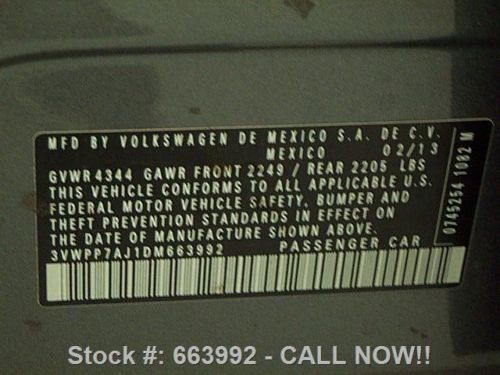 MFD BY VOLKSWAGEN DE MEXICO S.A. DE C.V.
MEXICO 02/13
GVWR 4344 GAWR FRONT 2249 / REAR 2205 LBS
THIS VEHICLE CONFORMS TO ALL APPLICABLE U.S.
FEDERAL MOTOR VEHICLE SAFETY, BUMPER AND
THEFT PREVENTION STANDARDS IN EFFECT ON
THE DATE OF MANUFACTURE SHOWN ABOVE.
3VWPP7AJ1DM663992 PASSENGER CAR
0745254 1082 M
Stock #: 663992 - CALL NOW!!